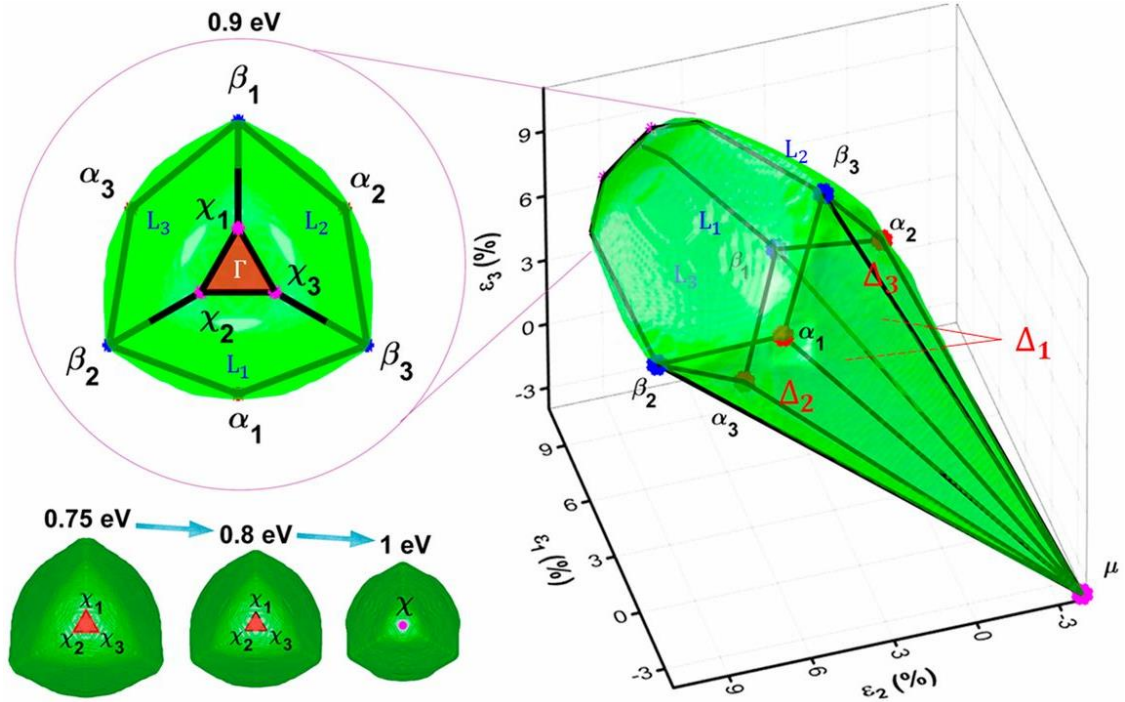 0.9 eV
β1
α3
α2
L3
L2
χ1
Γ
χ3
χ2
β2
β3
L1
α1
0.75 eV
0.8 eV
1 eV
χ1
χ2
χ3
χ1
χ2
χ3
χ
ε3 (%)
9
6
3
0
-3
L2
β3
α2
L1
β1
Δ3
L3
α1
Δ1
β2
Δ2
α3
μ
9
6
3
0
-3
ε1 (%)
9
6
3
0
-3
ε2 (%)